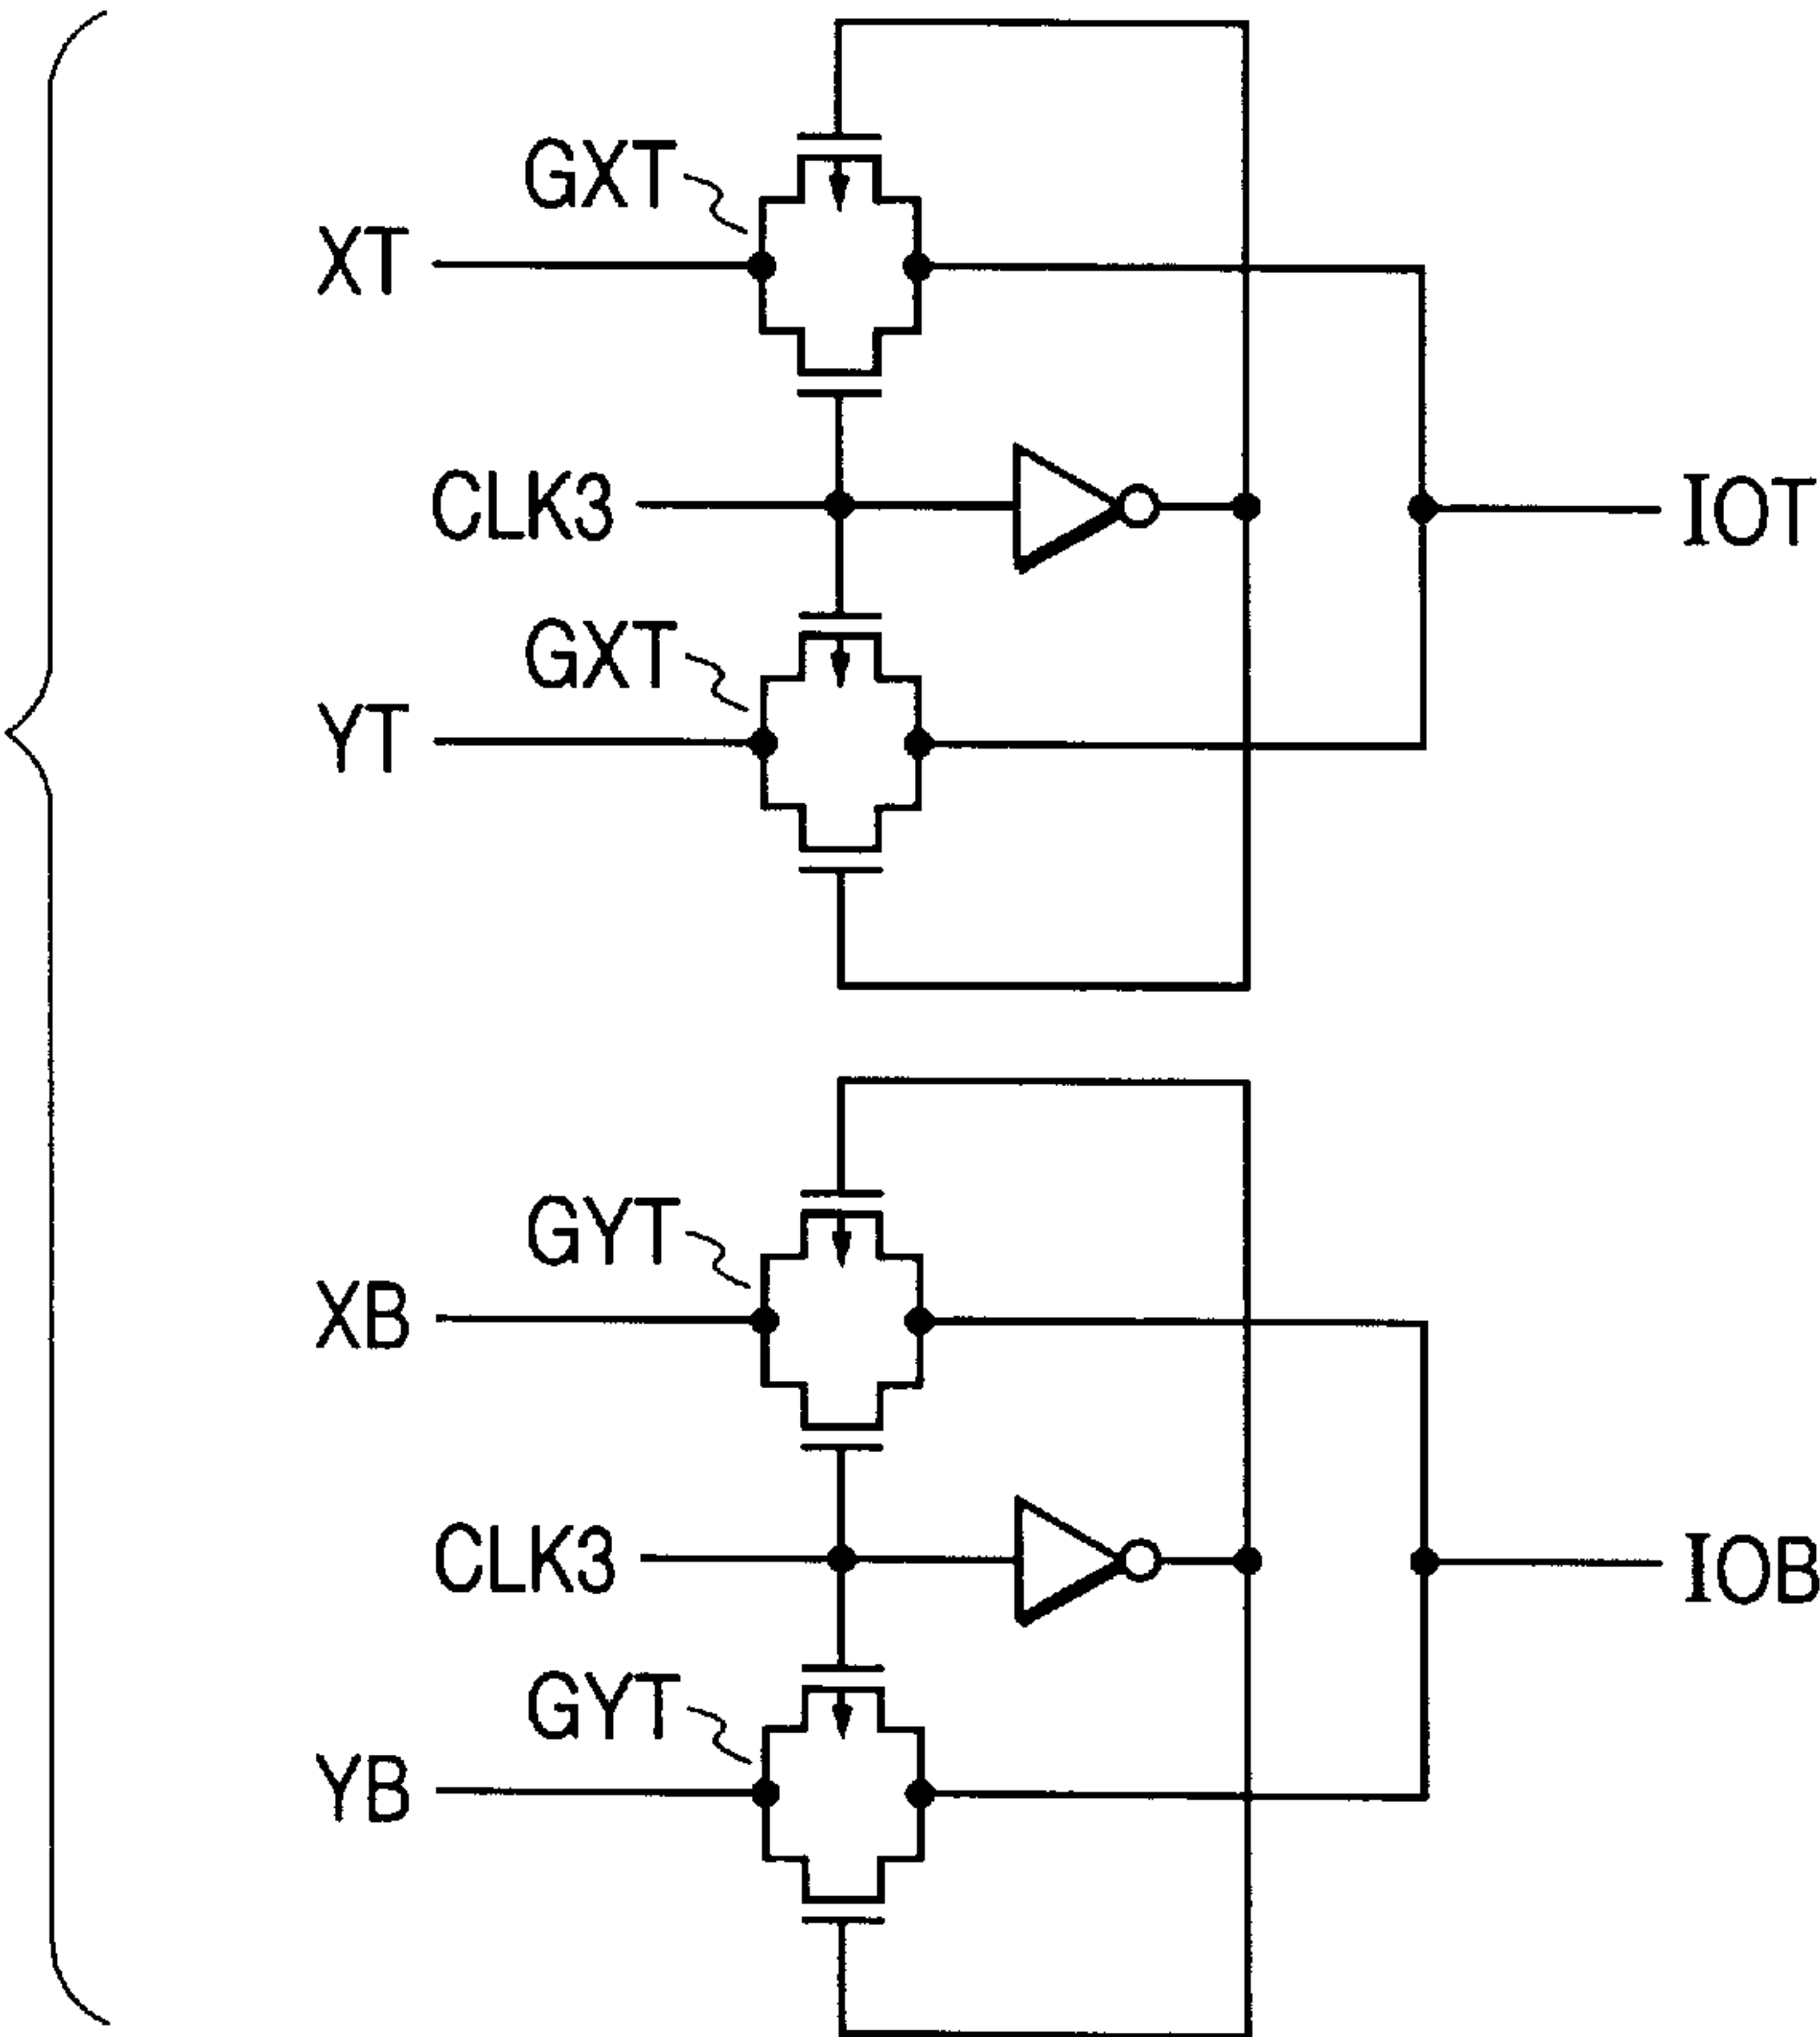 GXT
XT
CLK3
IOT
GXT
YT
GYT
XB
CLK3
IOB
GYT
YB